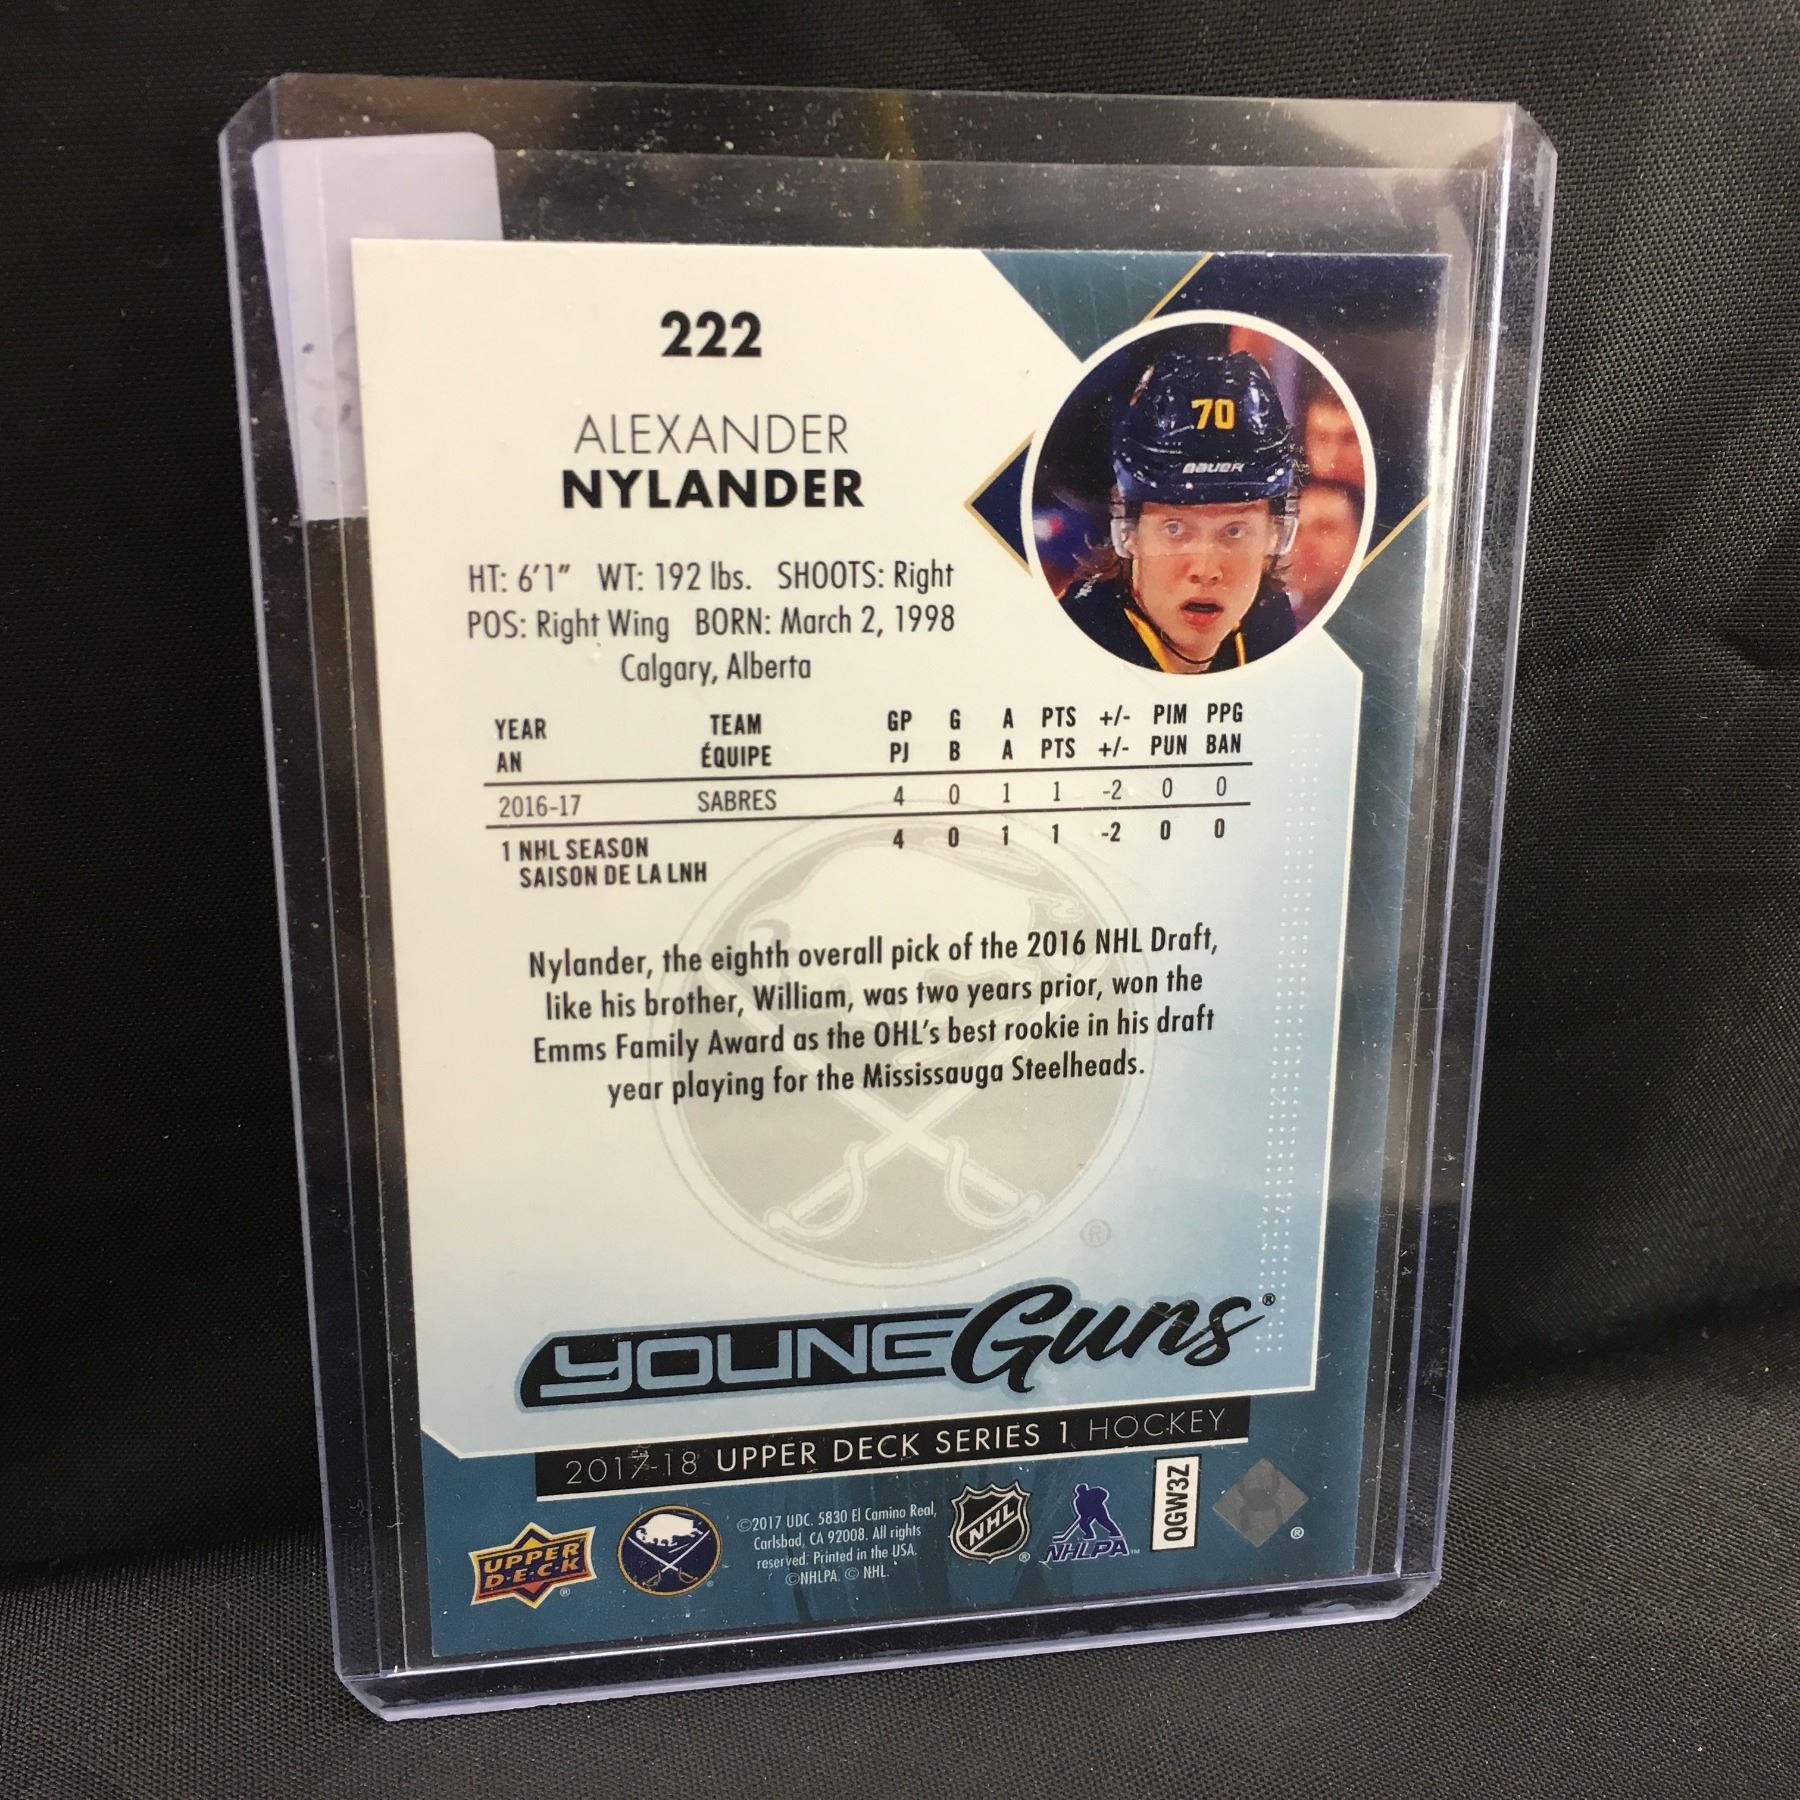 222
ALEXANDER
NYLANDER
70
BAUER
HT: 6'1" WT: 192 lbs. SHOOTS: Right
POS: Right Wing BORN: March 2, 1998
Calgary, Alberta
YEAR TEAM GP G A PTS +/- PIM PPG
AN ÉQUIPE PJ B A PTS +/- PUN BAN
2016-17 SABRES 4 0 1 1 -2 0 0
1 NHL SEASON 4 0 1 1 -2 0 0
SAISON DE LA LNH
Nylander, the eighth overall pick of the 2016 NHL Draft,
like his brother, William, was two years prior, won the
Emms Family Award as the OHL's best rookie in his draft
year playing for the Mississauga Steelheads.
®
YOUNG Guns®
2017-18 UPPER DECK SERIES 1 HOCKEY
UPPER
D·E·C·K
®
©2017 UDC. 5830 El Camino Real,
Carlsbad, CA 92008. All rights
reserved. Printed in the USA.
©NHLPA. © NHL.
NHL
®
NHLPA™
QGW3Z
®